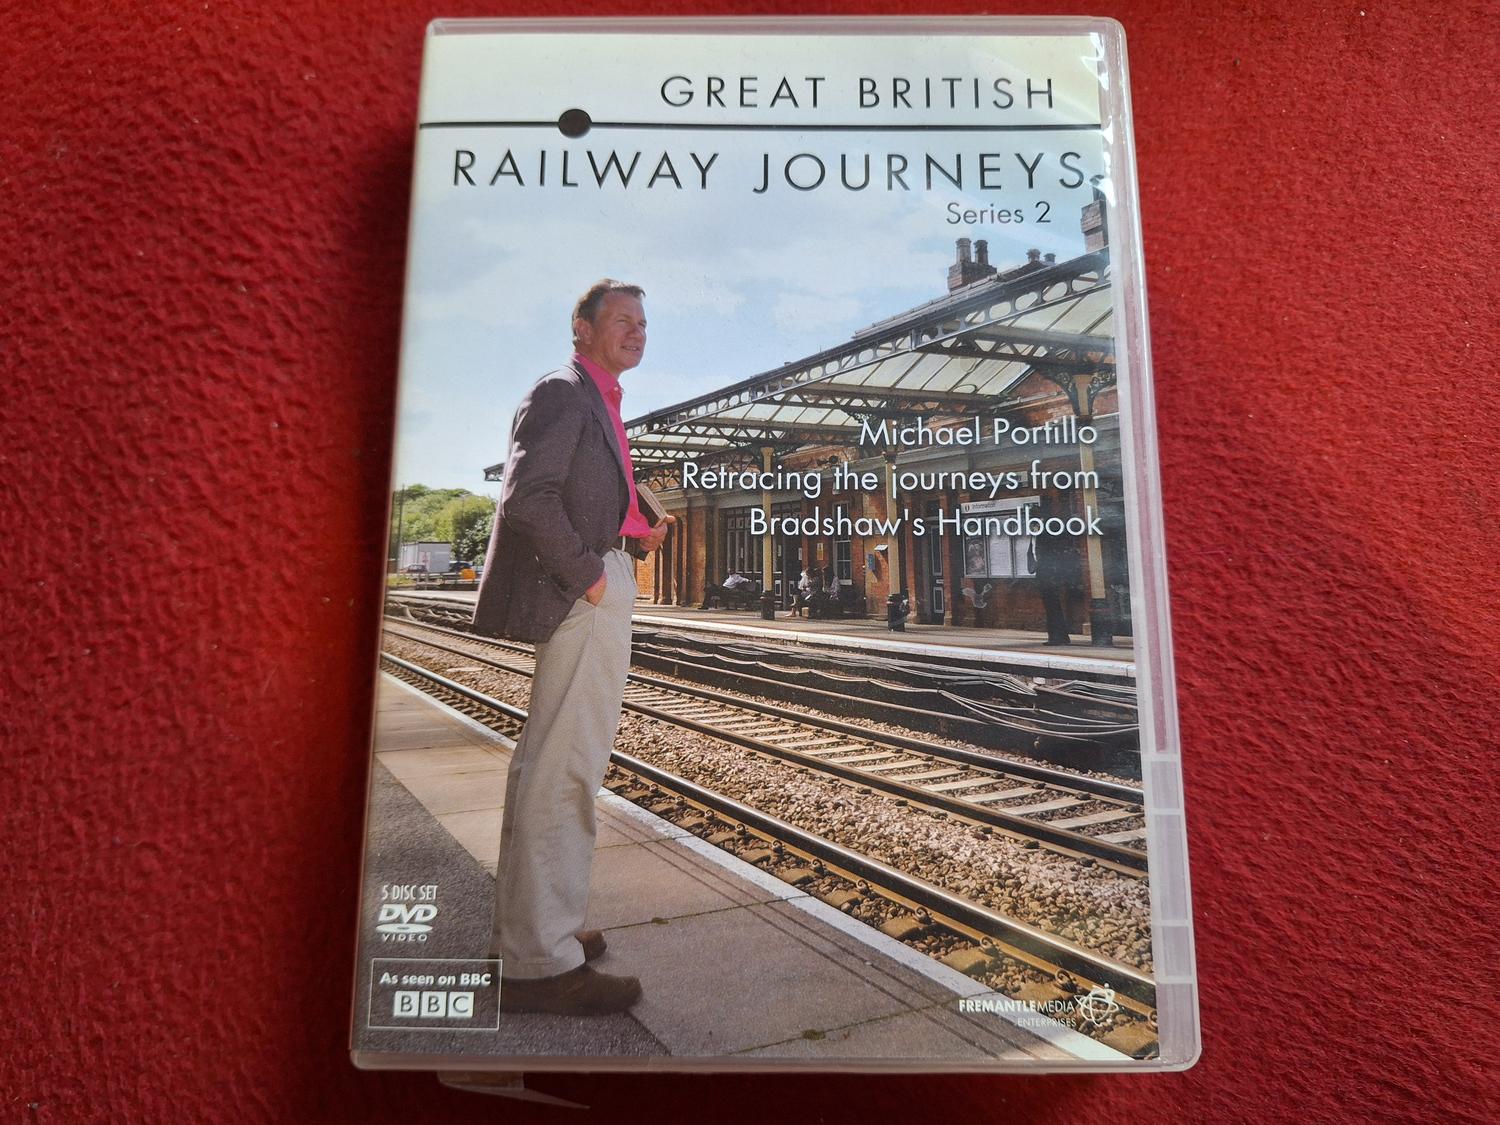 GREAT BRITISH
RAILWAY JOURNEYS
Series 2
Michael Portillo
Retracing the journeys from
Bradshaw's Handbook
Information
5 DISC SET
DVD
VIDEO
As seen on BBC
BBC
FREMANTLEMEDIA
ENTERPRISES